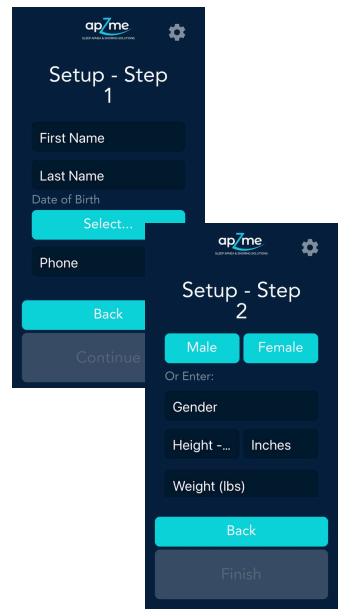 apZme
SLEEP APNEA & SNORING SOLUTIONS
Setup - Step
1
First Name
Last Name
Date of Birth
Select...
Phone
Back
Continue
apZme
SLEEP APNEA & SNORING SOLUTIONS
Setup - Step
2
Male Female
Or Enter:
Gender
Height -... Inches
Weight (lbs)
Back
Finish